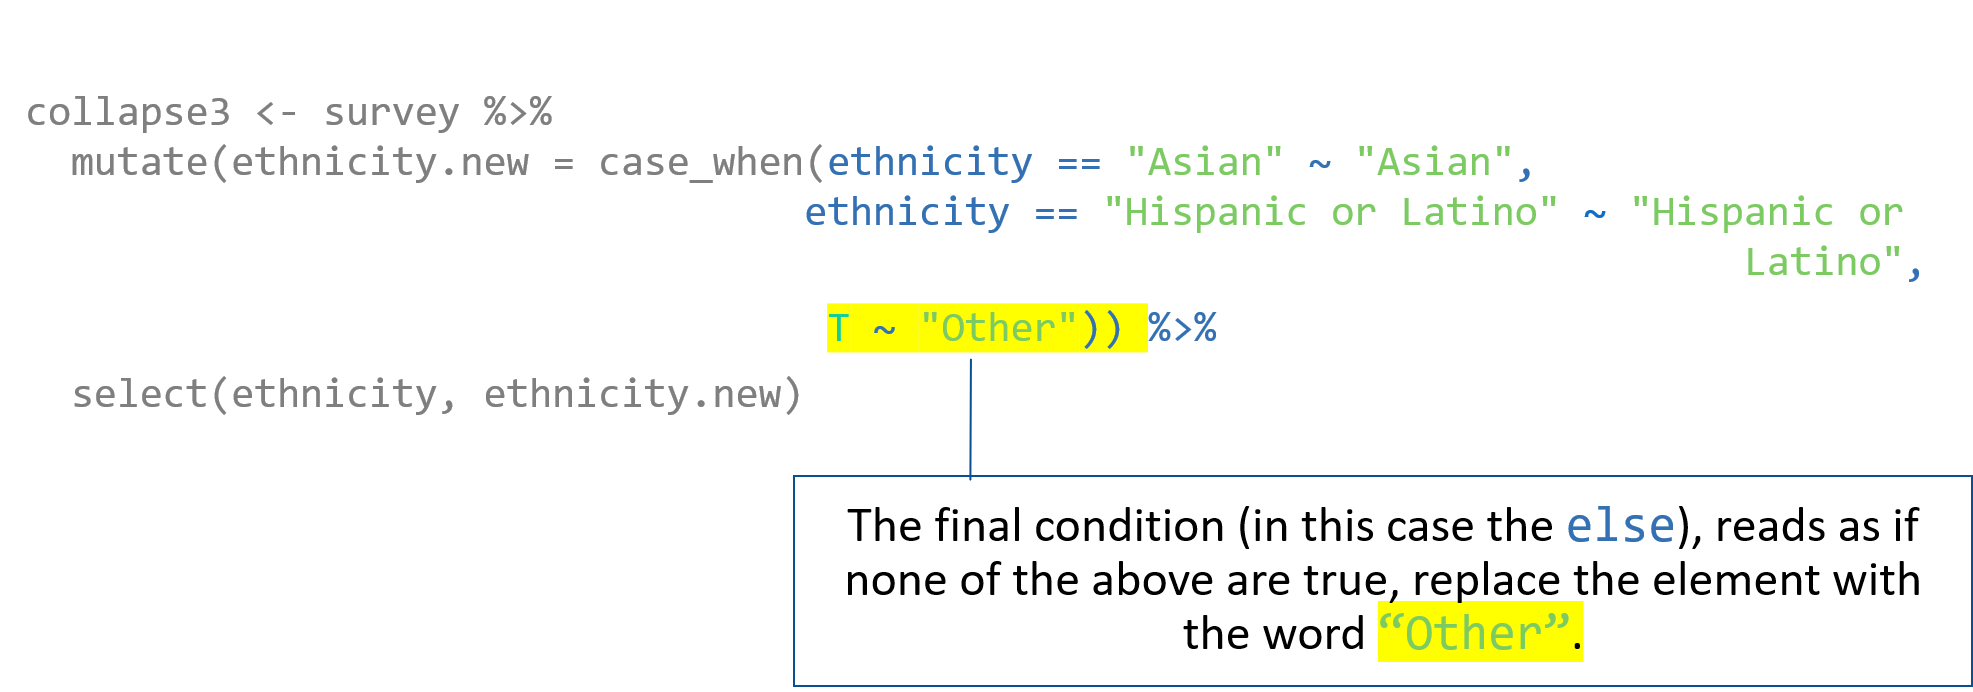 collapse3 <- survey %>%
mutate(ethnicity.new = case_when(ethnicity == "Asian" ~ "Asian",
ethnicity == "Hispanic or Latino" ~ "Hispanic or
Latino",
T ~ "Other")) %>%
select(ethnicity, ethnicity.new)
The final condition (in this case the else), reads as if
none of the above are true, replace the element with
the word “Other”.